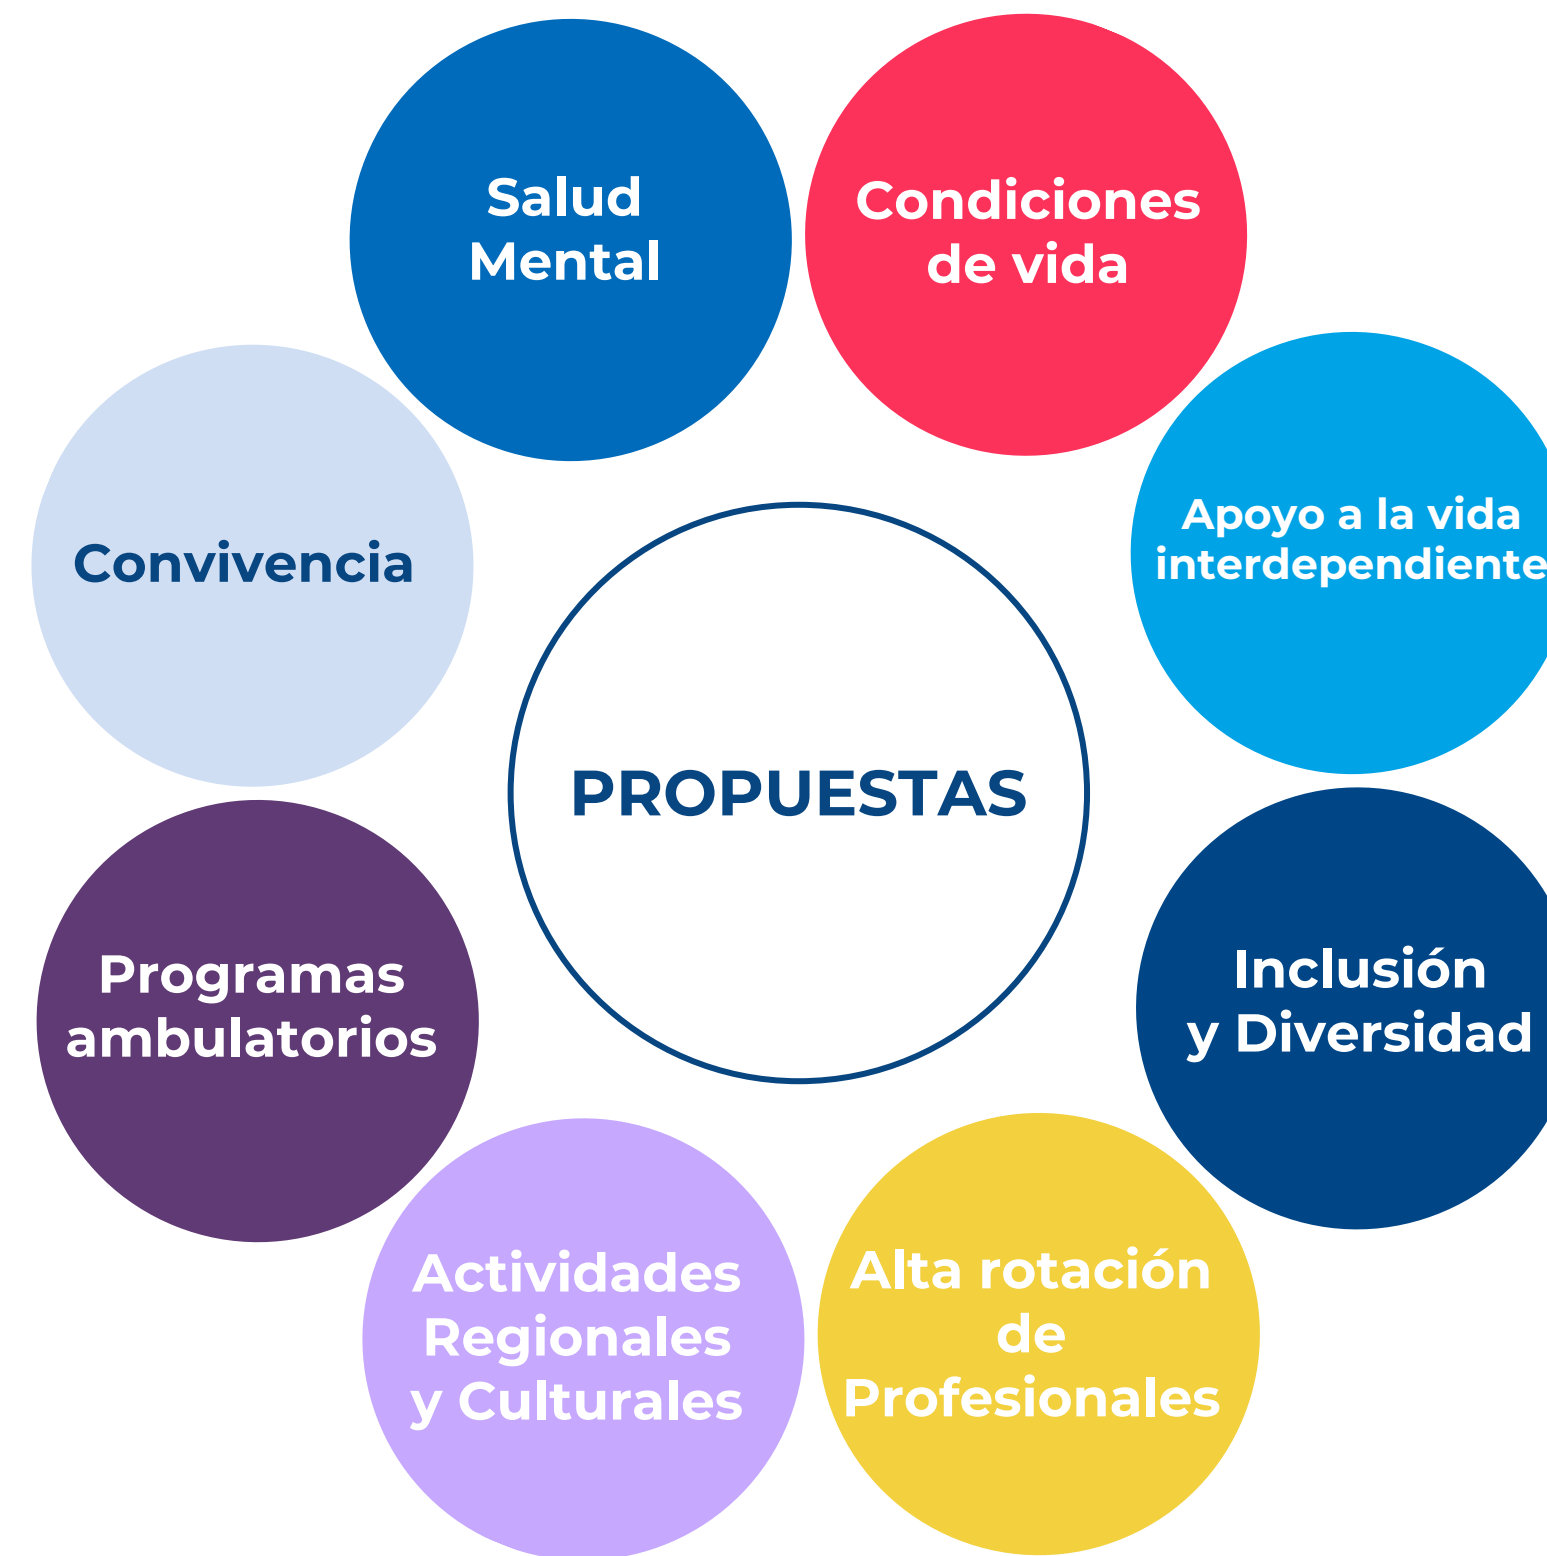 Salud
Mental
Condiciones
de vida
Apoyo a la vida
interdependiente
Convivencia
PROPUESTAS
Inclusión
y Diversidad
Programas
ambulatorios
Alta rotación
de
Profesionales
Actividades
Regionales
y Culturales